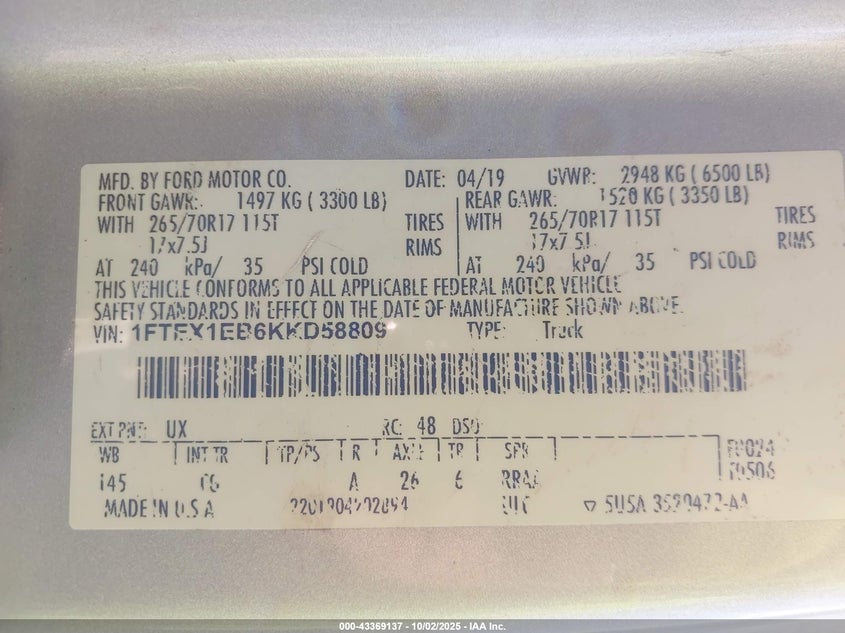 MFD. BY FORD MOTOR CO. DATE: 04/19 GVWR: 2948 KG ( 6500 LB)
FRONT GAWR: 1497 KG ( 3300 LB) REAR GAWR: 1520 KG ( 3350 LB)
WITH 265/70R17 115T TIRES WITH 265/70R17 115T TIRES
17x7.5J RIMS 17x7.5J RIMS
AT 240 kPa/ 35 PSI COLD AT 240 kPa/ 35 PSI COLD
THIS VEHICLE CONFORMS TO ALL APPLICABLE FEDERAL MOTOR VEHICLE
SAFETY STANDARDS IN EFFECT ON THE DATE OF MANUFACTURE SHOWN ABOVE.
VIN: 1FTEX1EB6KKD58809 TYPE: Truck
EXT PNT: UX RC: 48 DSO:
WB INT TR TP/PS R AXLE TR SPR
145 CG A 26 6 RRAA
MADE IN U.S.A UTC ▽ 5U5A
000-43369137 - 10/02/2025 - IAA Inc.